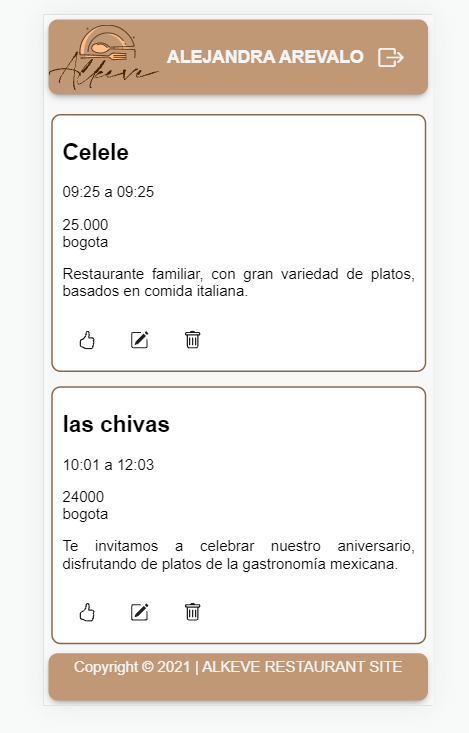 Alkeve
ALEJANDRA AREVALO
Celele
09:25 a 09:25
25.000
bogota
Restaurante familiar, con gran variedad de platos,
basados en comida italiana.
las chivas
10:01 a 12:03
24000
bogota
Te invitamos a celebrar nuestro aniversario,
disfrutando de platos de la gastronomía mexicana.
Copyright © 2021 | ALKEVE RESTAURANT SITE